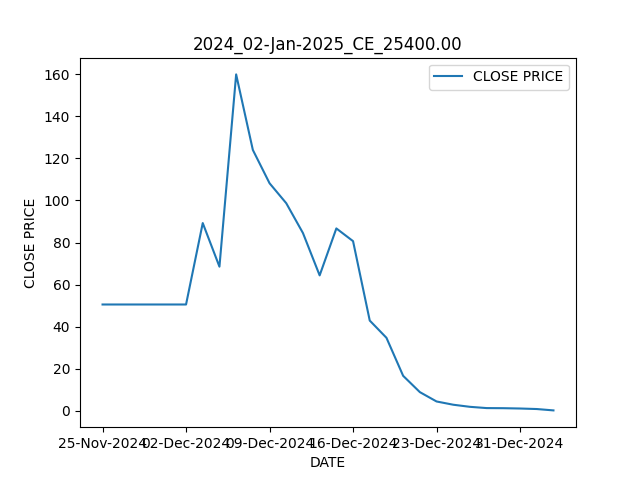 2024_02-Jan-2025_CE_25400.00
CLOSE PRICE
160
140
120
100
80
60
40
20
0
CLOSE PRICE
25-Nov-2024 02-Dec-2024 09-Dec-2024 16-Dec-2024 23-Dec-2024 31-Dec-2024
DATE